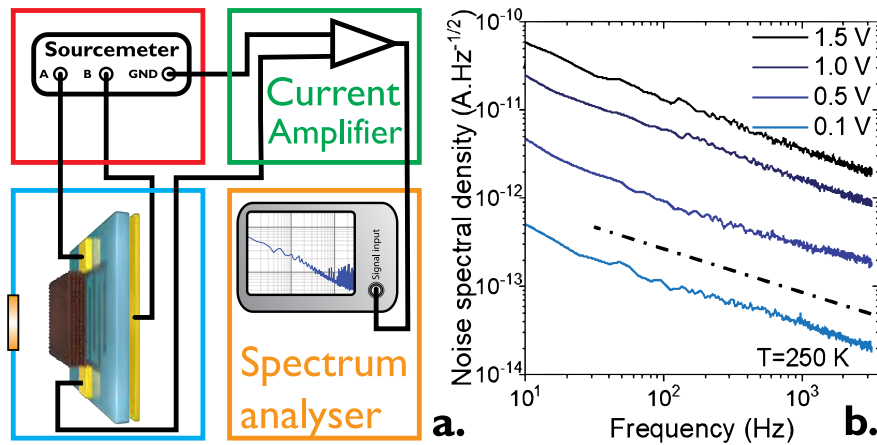 Sourcemeter
A B GND
Current
Amplifier
Signal input
Spectrum
analyser
a.
Noise spectral density (A.Hz^-1/2)
10^-10
10^-11
10^-12
10^-13
10^-14
1.5 V
1.0 V
0.5 V
0.1 V
T=250 K
10^1 10^2 10^3
Frequency (Hz)
b.